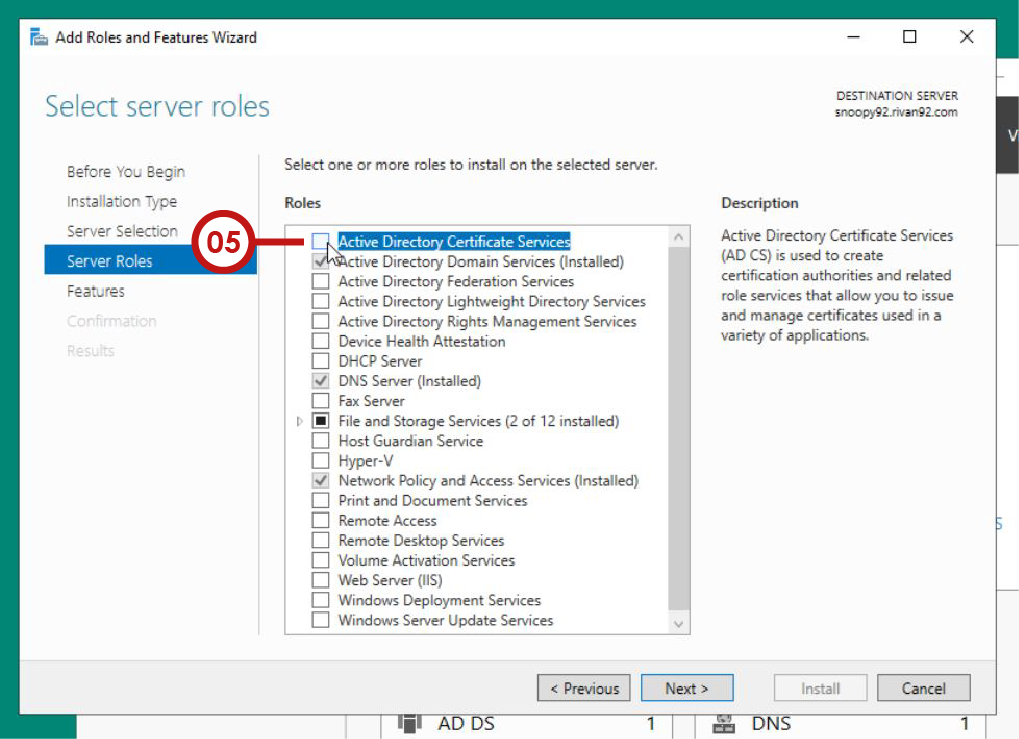 Add Roles and Features Wizard
Select server roles
DESTINATION SERVER
snoopy92.rivan92.com
Before You Begin
Installation Type
Server Selection
Server Roles
Features
Confirmation
Results
05
Select one or more roles to install on the selected server.
Roles
Active Directory Certificate Services
Active Directory Domain Services (Installed)
Active Directory Federation Services
Active Directory Lightweight Directory Services
Active Directory Rights Management Services
Device Health Attestation
DHCP Server
DNS Server (Installed)
Fax Server
File and Storage Services (2 of 12 installed)
Host Guardian Service
Hyper-V
Network Policy and Access Services (Installed)
Print and Document Services
Remote Access
Remote Desktop Services
Volume Activation Services
Web Server (IIS)
Windows Deployment Services
Windows Server Update Services
Description
Active Directory Certificate Services
(AD CS) is used to create
certification authorities and related
role services that allow you to issue
and manage certificates used in a
variety of applications.
< Previous
Next >
Install
Cancel
AD DS 1
DNS 1